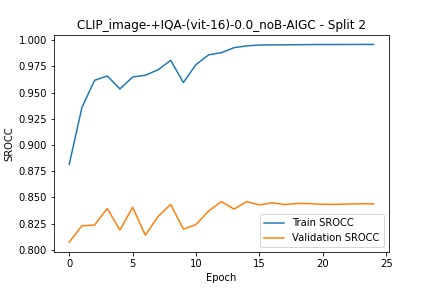 CLIP_image-+IQA-(vit-16)-0.0_noB-AIGC - Split 2
1.000
0.975
0.950
0.925
0.900
0.875
0.850
0.825
0.800
SROCC
Train SROCC
Validation SROCC
0 5 10 15 20 25
Epoch